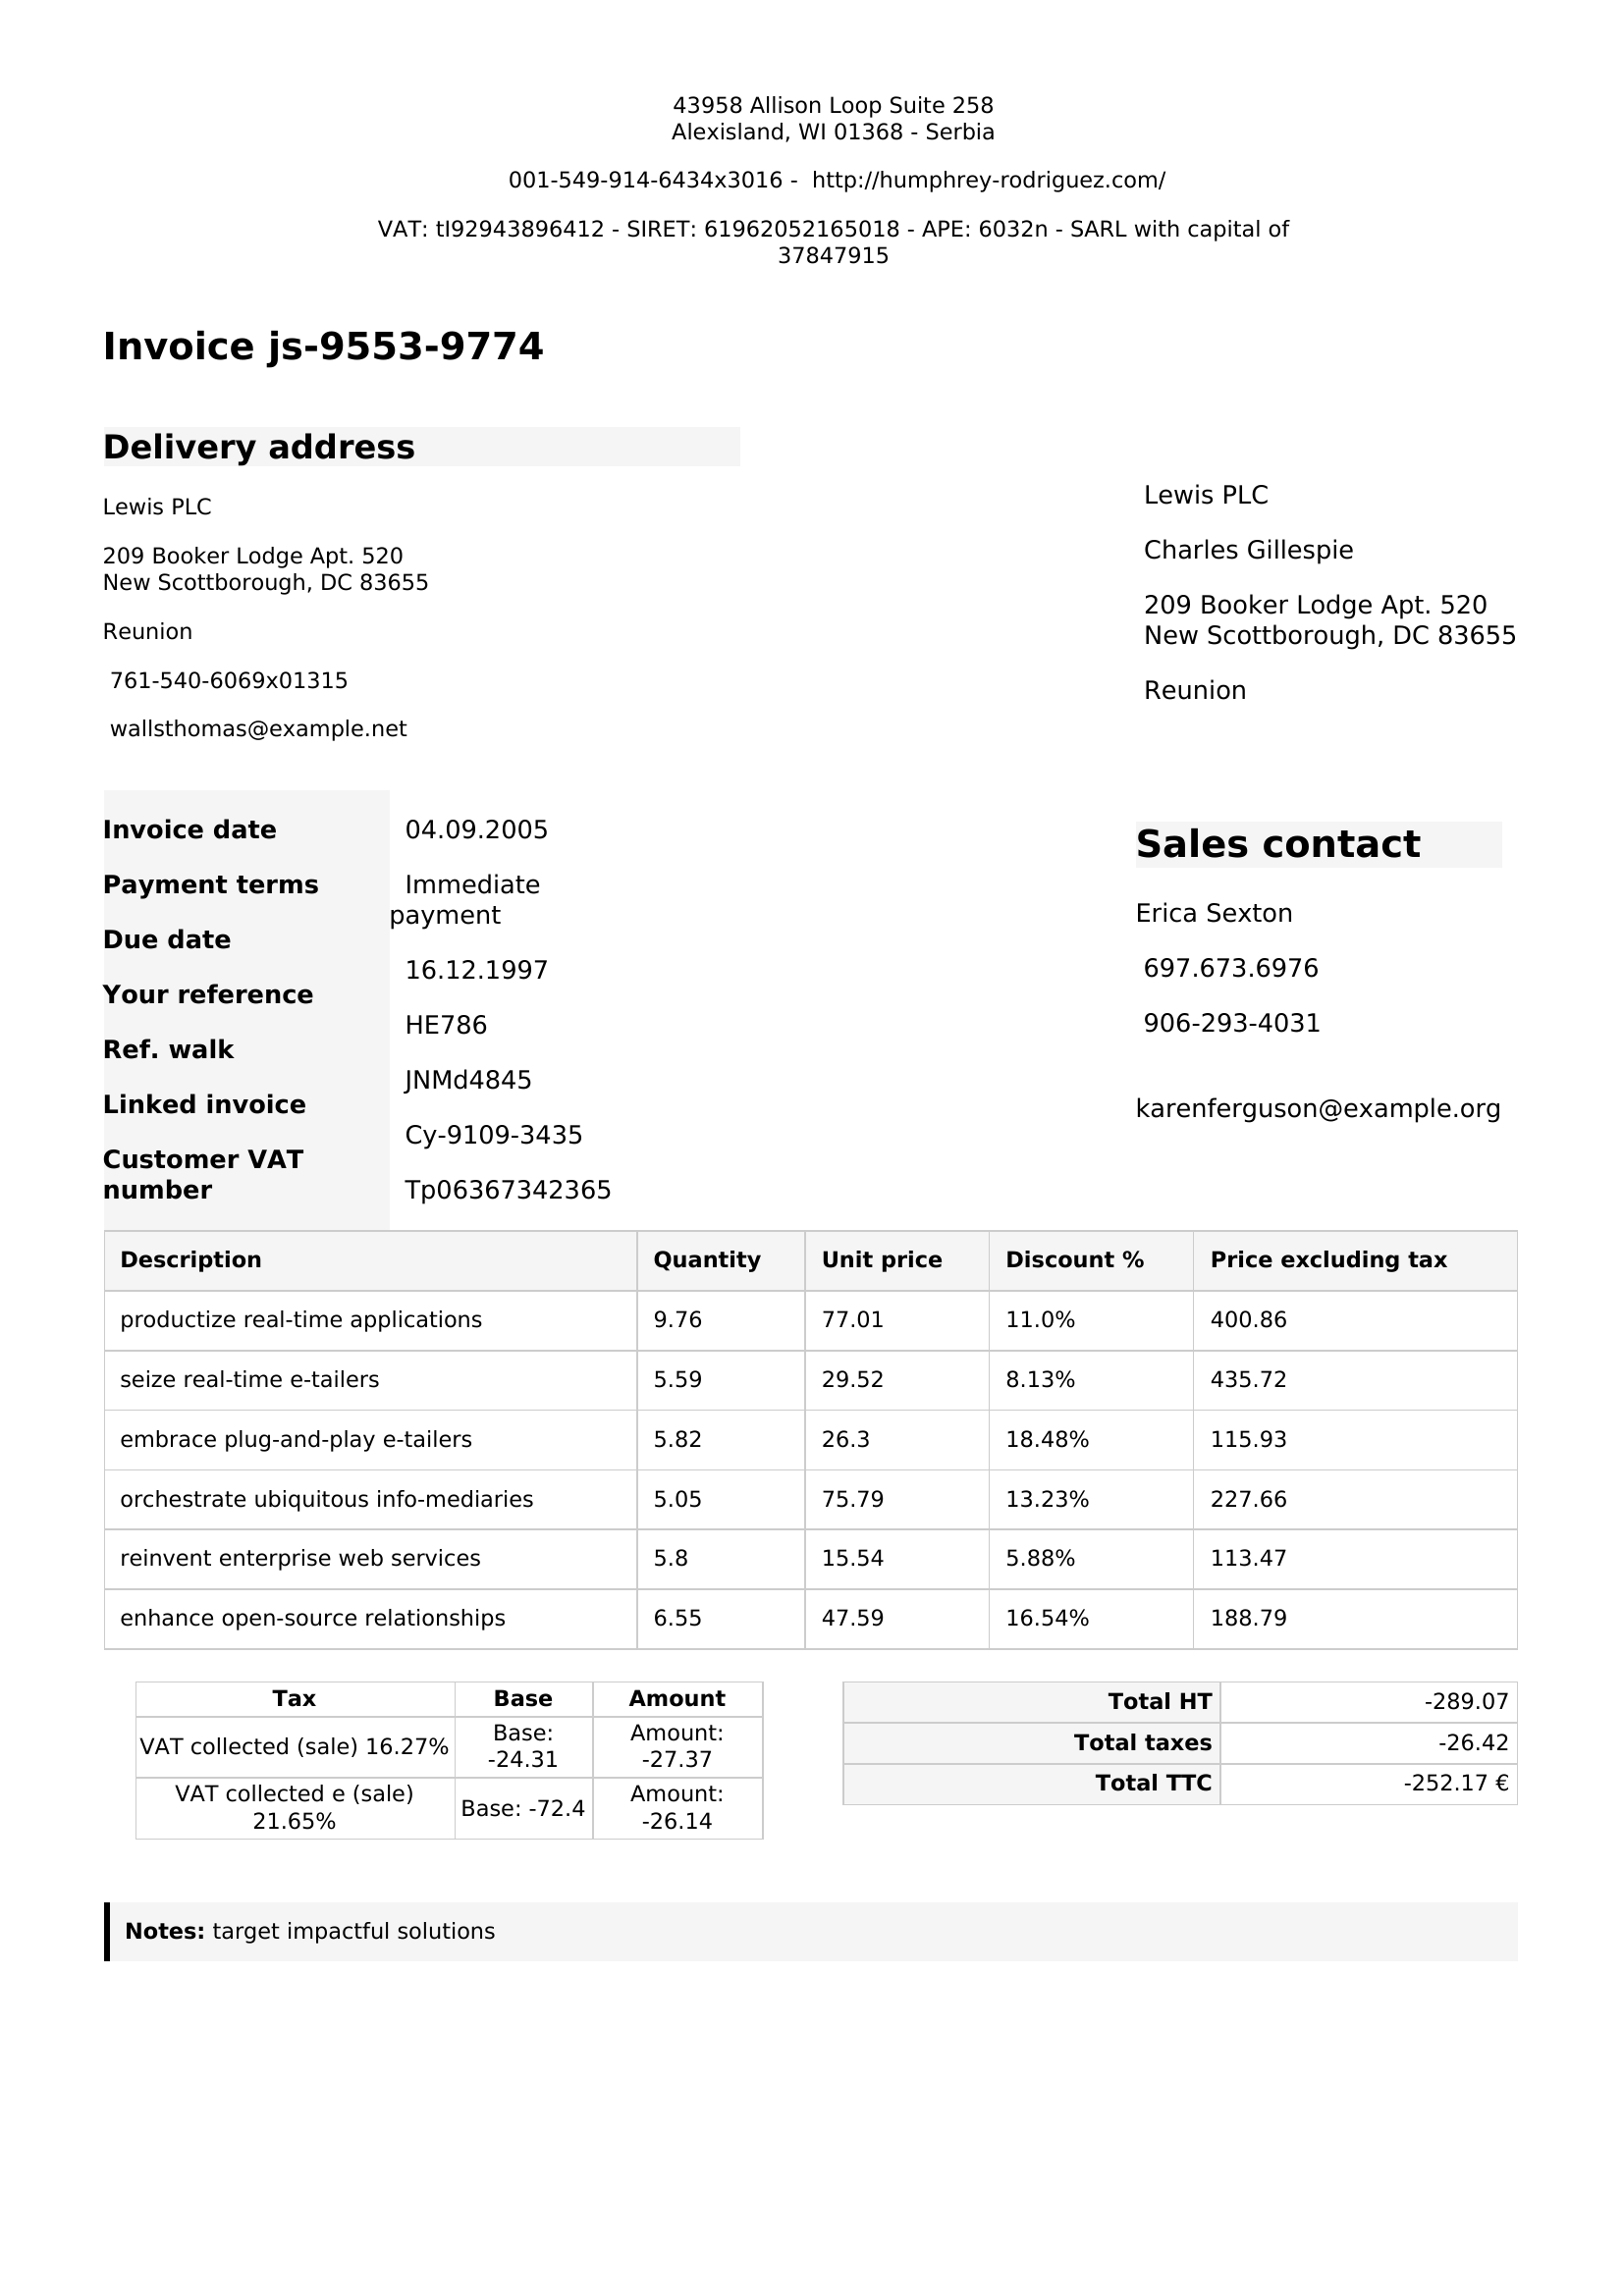 43958 Allison Loop Suite 258
Alexisland, WI 01368 - Serbia
001-549-914-6434x3016 -  http://humphrey-rodriguez.com/
VAT: tI92943896412 - SIRET: 61962052165018 - APE: 6032n - SARL with capital of
37847915
Invoice js-9553-9774
Delivery address
Lewis PLC
209 Booker Lodge Apt. 520
New Scottborough, DC 83655
Reunion
761-540-6069x01315
wallsthomas@example.net
Lewis PLC
Charles Gillespie
209 Booker Lodge Apt. 520
New Scottborough, DC 83655
Reunion
Invoice date 04.09.2005
Payment terms Immediate
payment
Due date 16.12.1997
Your reference HE786
Ref. walk JNMd4845
Linked invoice Cy-9109-3435
Customer VAT
number Tp06367342365
Sales contact
Erica Sexton
697.673.6976
906-293-4031
karenferguson@example.org
Description Quantity Unit price Discount % Price excluding tax
productize real-time applications 9.76 77.01 11.0% 400.86
seize real-time e-tailers 5.59 29.52 8.13% 435.72
embrace plug-and-play e-tailers 5.82 26.3 18.48% 115.93
orchestrate ubiquitous info-mediaries 5.05 75.79 13.23% 227.66
reinvent enterprise web services 5.8 15.54 5.88% 113.47
enhance open-source relationships 6.55 47.59 16.54% 188.79
Tax Base Amount
VAT collected (sale) 16.27% Base: -24.31 Amount: -27.37
VAT collected e (sale) 21.65% Base: -72.4 Amount: -26.14
Total HT -289.07
Total taxes -26.42
Total TTC -252.17 €
Notes: target impactful solutions